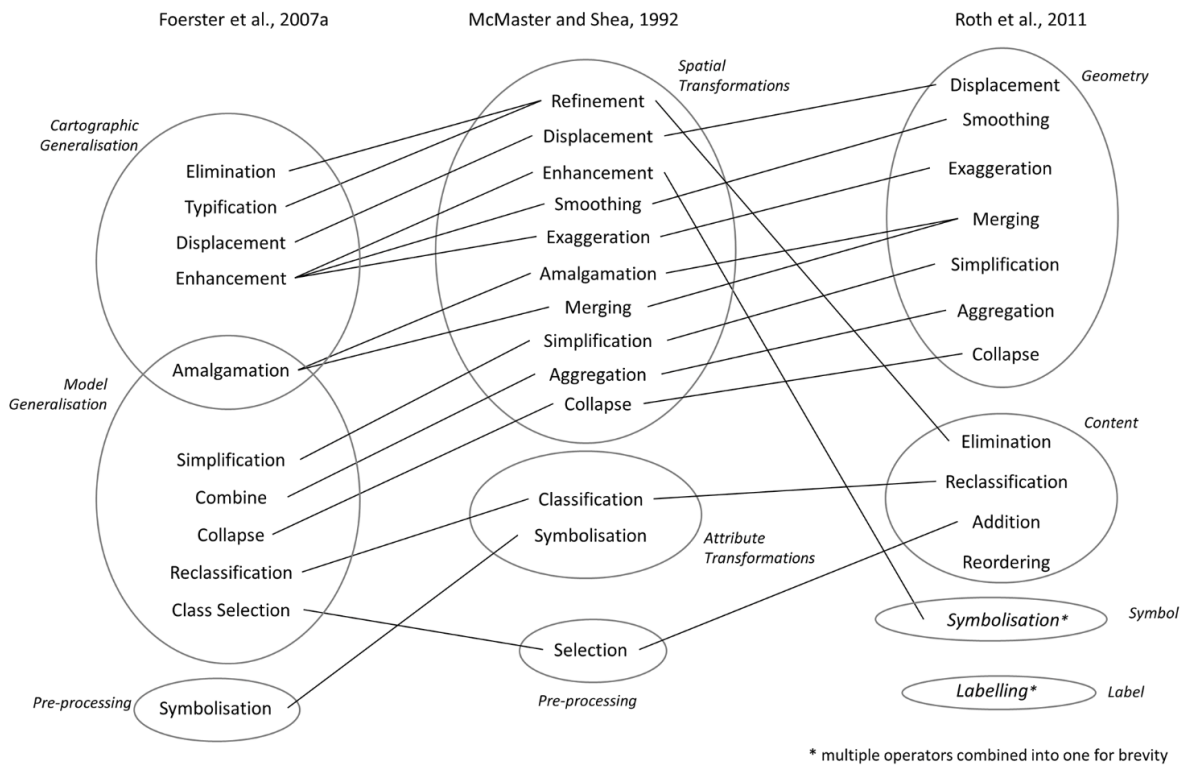 Foerster et al., 2007a
McMaster and Shea, 1992
Roth et al., 2011
Cartographic
Generalisation
Elimination
Typification
Displacement
Enhancement
Amalgamation
Model
Generalisation
Simplification
Combine
Collapse
Reclassification
Class Selection
Pre-processing
Symbolisation
Spatial
Transformations
Refinement
Displacement
Enhancement
Smoothing
Exaggeration
Amalgamation
Merging
Simplification
Aggregation
Collapse
Classification
Symbolisation
Attribute
Transformations
Selection
Pre-processing
Geometry
Displacement
Smoothing
Exaggeration
Merging
Simplification
Aggregation
Collapse
Content
Elimination
Reclassification
Addition
Reordering
Symbolisation*
Symbol
Labelling*
Label
* multiple operators combined into one for brevity